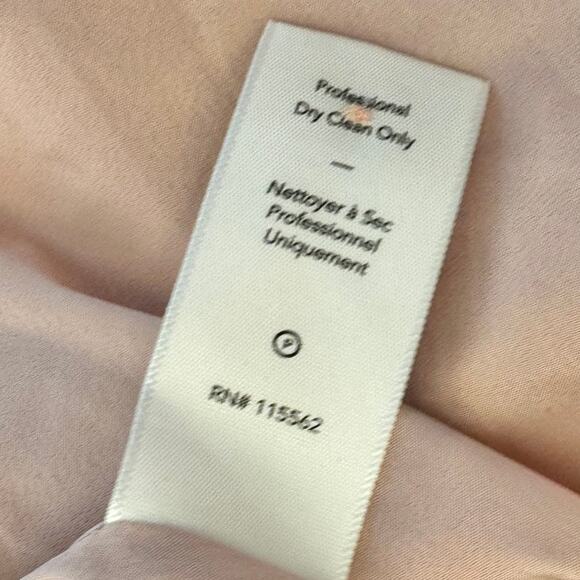 Professional
Dry Clean Only
—
Nettoyer à Sec
Professionnel
Uniquement
P
RN# 115562